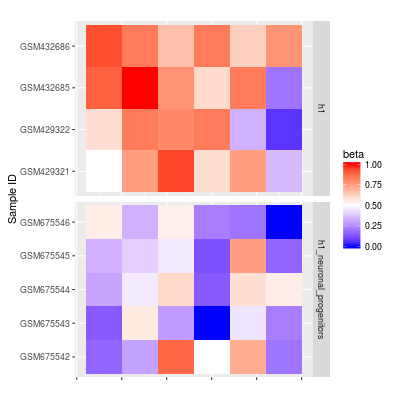 GSM432686
GSM432685
GSM429322
GSM429321
h1
GSM675546
GSM675545
GSM675544
GSM675543
GSM675542
h1_neuronal_progenitors
Sample ID
beta
1.00
0.75
0.50
0.25
0.00